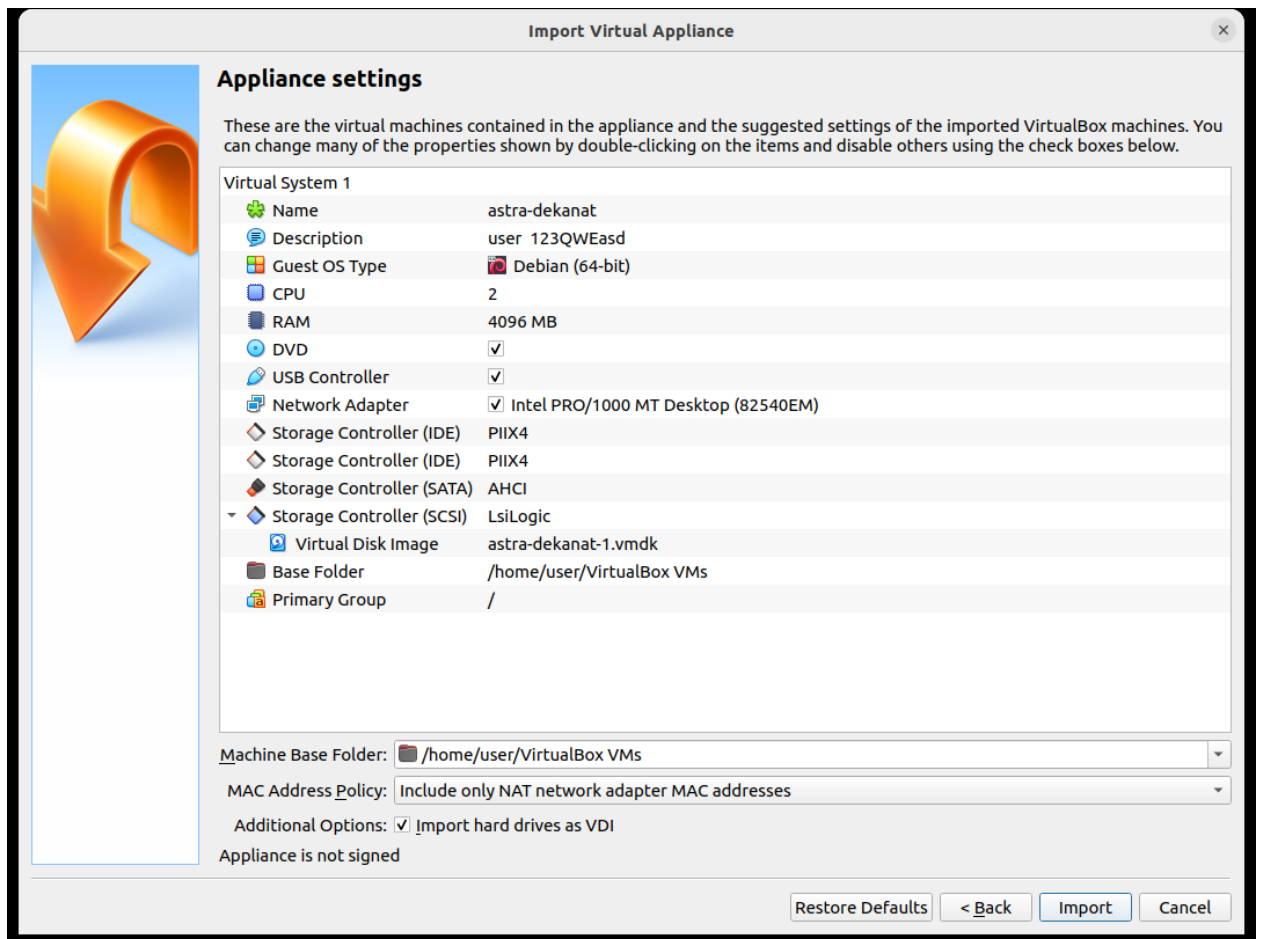 Import Virtual Appliance
Appliance settings
These are the virtual machines contained in the appliance and the suggested settings of the imported VirtualBox machines. You
can change many of the properties shown by double-clicking on the items and disable others using the check boxes below.
Virtual System 1
Name astra-dekanat
Description user 123QWEasd
Guest OS Type Debian (64-bit)
CPU 2
RAM 4096 MB
DVD
USB Controller
Network Adapter Intel PRO/1000 MT Desktop (82540EM)
Storage Controller (IDE) PIIX4
Storage Controller (IDE) PIIX4
Storage Controller (SATA) AHCI
Storage Controller (SCSI) LsiLogic
Virtual Disk Image astra-dekanat-1.vmdk
Base Folder /home/user/VirtualBox VMs
Primary Group /
Machine Base Folder: /home/user/VirtualBox VMs
MAC Address Policy: Include only NAT network adapter MAC addresses
Additional Options: Import hard drives as VDI
Appliance is not signed
Restore Defaults < Back Import Cancel